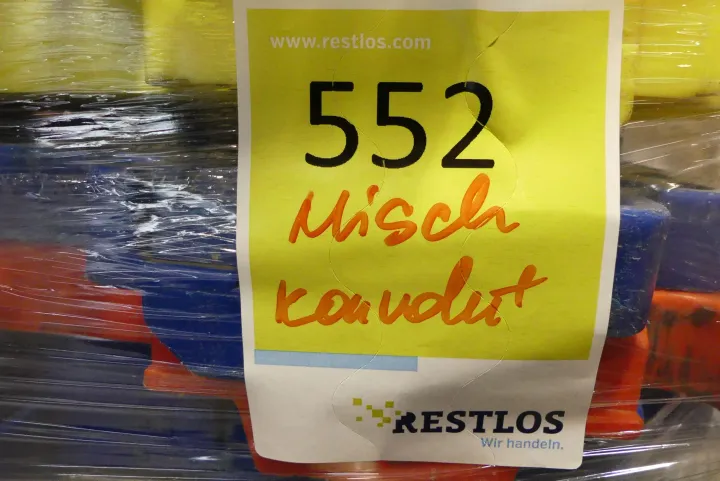 www.restlos.com
552
Misch
Konvolut
RESTLOS
Wir handeln.